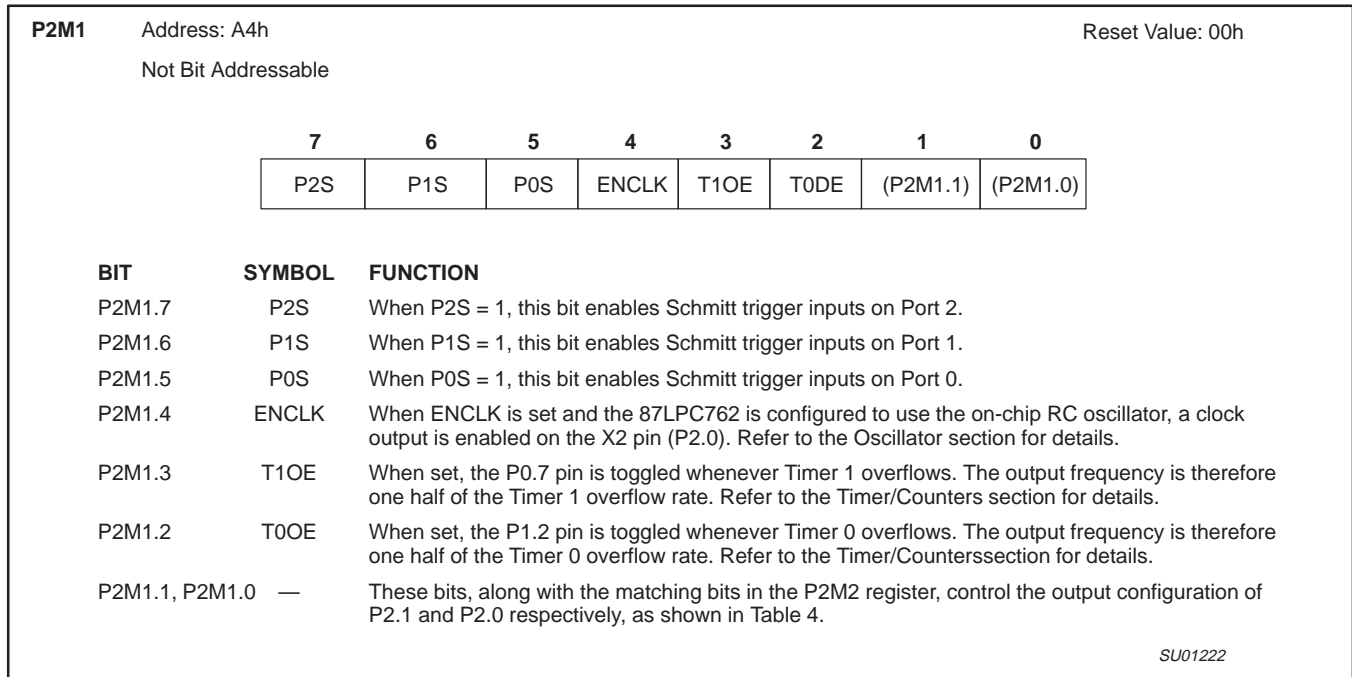 P2M1 Address: A4h Reset Value: 00h
Not Bit Addressable
7 6 5 4 3 2 1 0
P2S P1S P0S ENCLK T1OE T0DE (P2M1.1) (P2M1.0)
BIT SYMBOL FUNCTION
P2M1.7 P2S When P2S = 1, this bit enables Schmitt trigger inputs on Port 2.
P2M1.6 P1S When P1S = 1, this bit enables Schmitt trigger inputs on Port 1.
P2M1.5 P0S When P0S = 1, this bit enables Schmitt trigger inputs on Port 0.
P2M1.4 ENCLK When ENCLK is set and the 87LPC762 is configured to use the on-chip RC oscillator, a clock
output is enabled on the X2 pin (P2.0). Refer to the Oscillator section for details.
P2M1.3 T1OE When set, the P0.7 pin is toggled whenever Timer 1 overflows. The output frequency is therefore
one half of the Timer 1 overflow rate. Refer to the Timer/Counters section for details.
P2M1.2 T0OE When set, the P1.2 pin is toggled whenever Timer 0 overflows. The output frequency is therefore
one half of the Timer 0 overflow rate. Refer to the Timer/Counterssection for details.
P2M1.1, P2M1.0 — These bits, along with the matching bits in the P2M2 register, control the output configuration of
P2.1 and P2.0 respectively, as shown in Table 4.
SU01222